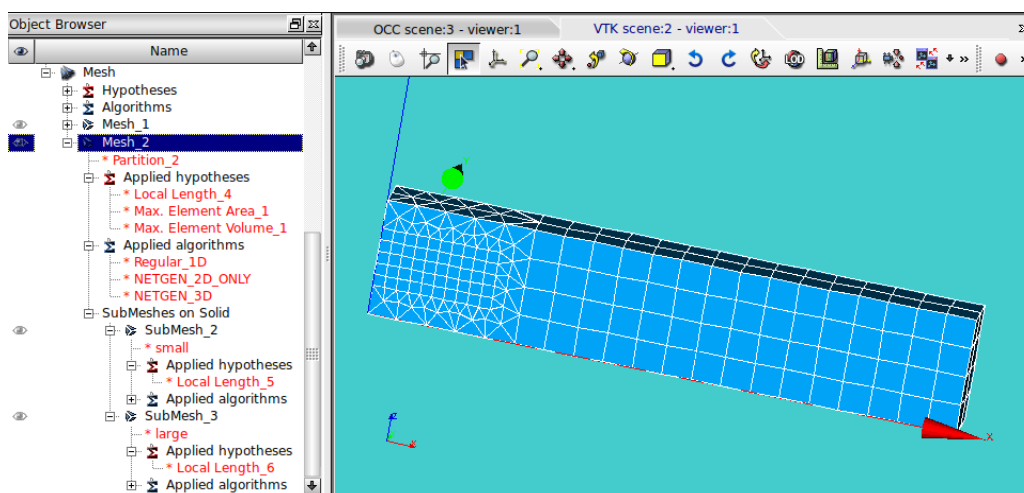 Object Browser
Name
Mesh
Hypotheses
Algorithms
Mesh_1
Mesh_2
* Partition_2
Applied hypotheses
* Local Length_4
* Max. Element Area_1
* Max. Element Volume_1
Applied algorithms
* Regular_1D
* NETGEN_2D_ONLY
* NETGEN_3D
SubMeshes on Solid
SubMesh_2
* small
Applied hypotheses
* Local Length_5
Applied algorithms
SubMesh_3
* large
Applied hypotheses
* Local Length_6
Applied algorithms
OCC scene:3 - viewer:1
VTK scene:2 - viewer:1
LOD
Y
X
Z
X